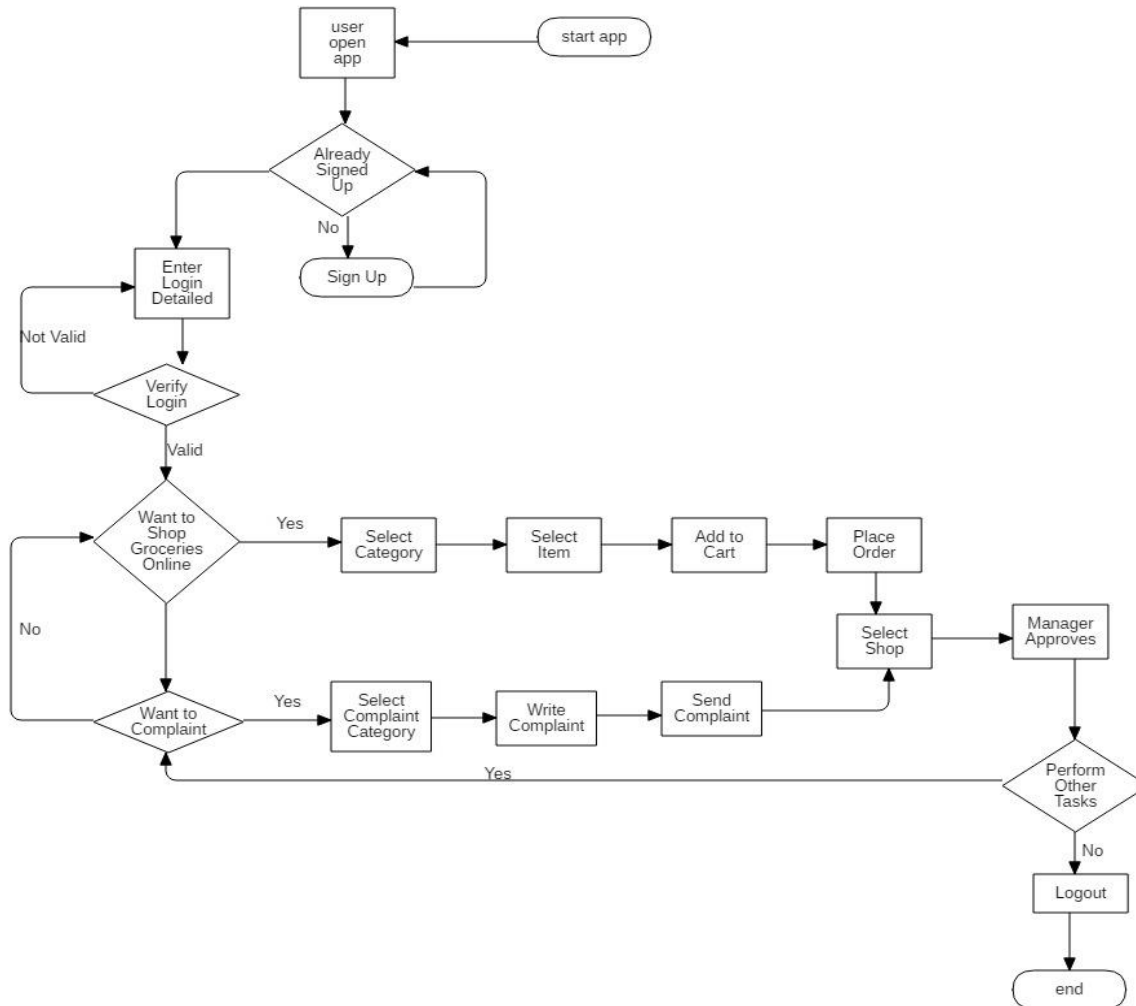 user
open
app
start app
Already
Signed
Up
No
Sign Up
Enter
Login
Detailed
Not Valid
Verify
Login
Valid
Want to
Shop
Groceries
Online
Yes
Select
Category
Select
Item
Add to
Cart
Place
Order
No
Select
Shop
Manager
Approves
Want to
Complaint
Yes
Select
Complaint
Category
Write
Complaint
Send
Complaint
Yes
Perform
Other
Tasks
No
Logout
end